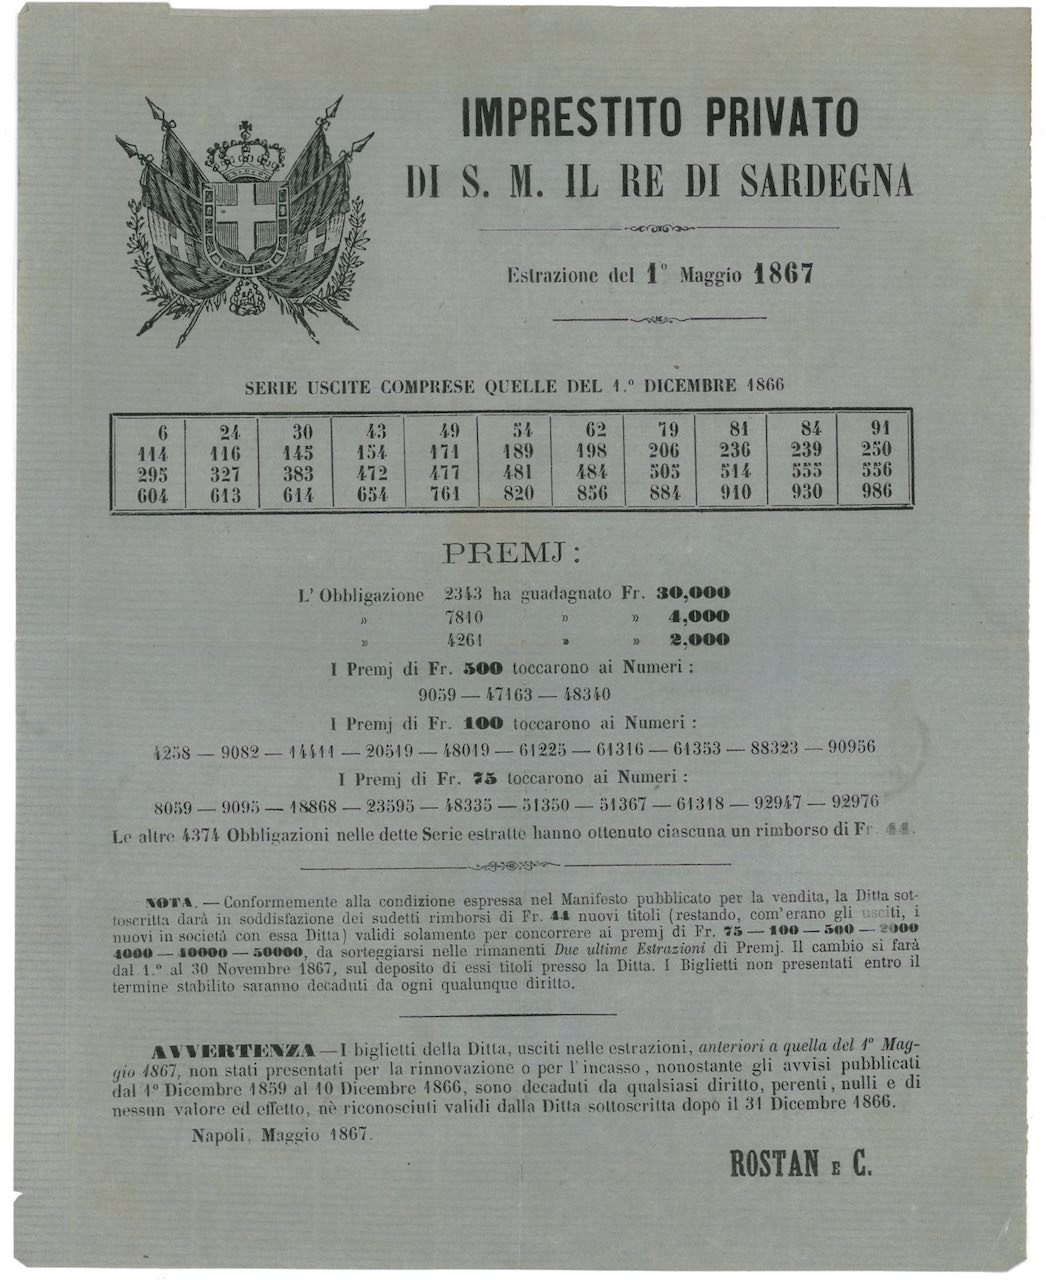 IMPRESTITO PRIVATO
DI S. M. IL RE DI SARDEGNA
Estrazione del 1º Maggio 1867
SERIE USCITE COMPRESE QUELLE DEL 1.º DICEMBRE 1866
6 24 30 43 49 54 62 79 81 84 91
114 116 145 154 171 189 198 206 236 239 250
295 327 383 472 477 481 484 505 514 555 556
604 613 614 654 761 820 856 884 910 930 986
PREMJ:
L' Obbligazione 2343 ha guadagnato Fr. 30,000
» 7810 » » 4,000
» 4261 » » 2,000
I Premj di Fr. 500 toccarono ai Numeri :
9059 — 47163 — 48340
I Premj di Fr. 100 toccarono ai Numeri :
4258 — 9082 — 14411 — 20519 — 48019 — 61225 — 61316 — 61353 — 88323 — 90956
I Premj di Fr. 75 toccarono ai Numeri :
8059 — 9095 — 18868 — 23595 — 48335 — 51350 — 51367 — 61318 — 92947 — 92976
Le altre 4374 Obbligazioni nelle dette Serie estratte hanno ottenuto ciascuna un rimborso di Fr. 44.
NOTA. — Conformemente alla condizione espressa nel Manifesto pubblicato per la vendita, la Ditta sot-
toscritta darà in soddisfazione dei sudetti rimborsi di Fr. 44 nuovi titoli (restando, com'erano gli usciti, i
nuovi in società con essa Ditta) validi solamente per concorrere ai premj di Fr. 75 — 100 — 500 — 2000
4000 — 40000 — 50000, da sorteggiarsi nelle rimanenti Due ultime Estrazioni di Premj. Il cambio si farà
dal 1.º al 30 Novembre 1867, sul deposito di essi titoli presso la Ditta. I Biglietti non presentati entro il
termine stabilito saranno decaduti da ogni qualunque diritto.
AVVERTENZA — I biglietti della Ditta, usciti nelle estrazioni, anteriori a quella del 1º Mag-
gio 1867, non stati presentati per la rinnovazione o per l'incasso, nonostante gli avvisi pubblicati
dal 1º Dicembre 1859 al 10 Dicembre 1866, sono decaduti da qualsiasi diritto, perenti, nulli e di
nessun valore ed effetto, nè riconosciuti validi dalla Ditta sottoscritta dopo il 31 Dicembre 1866.
Napoli, Maggio 1867.
ROSTAN E C.